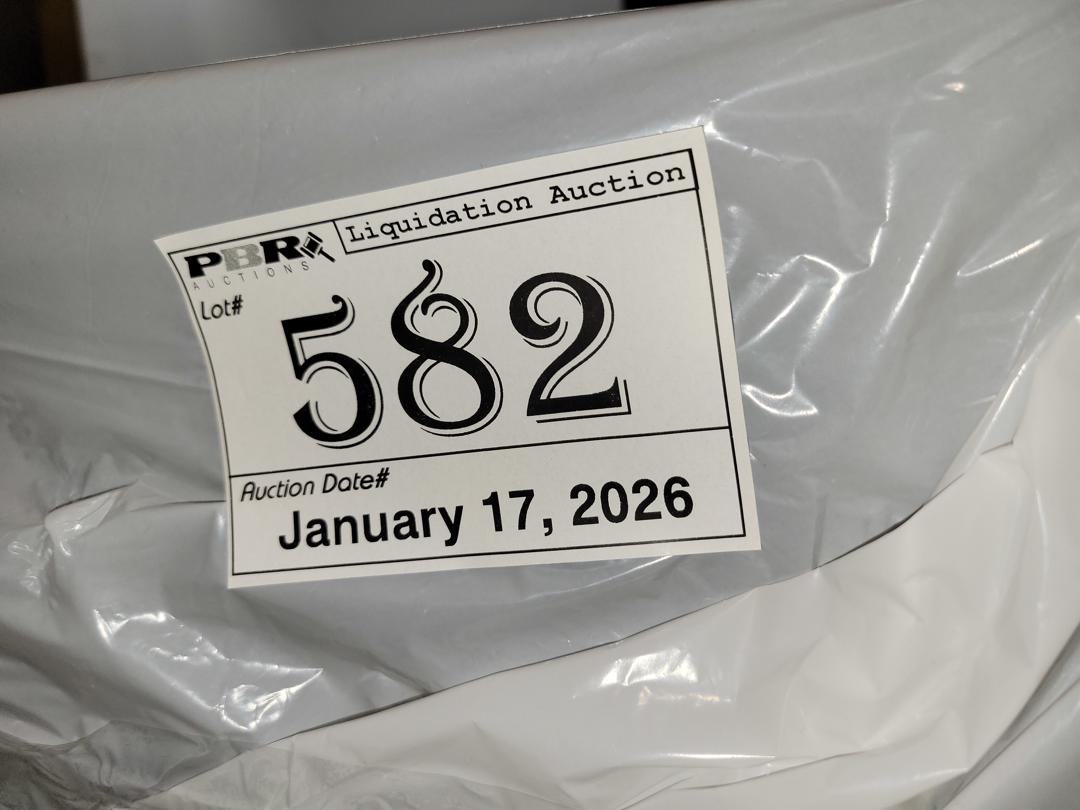 PBR
AUCTIONS
Liquidation Auction
Lot#
582
Auction Date#
January 17, 2026